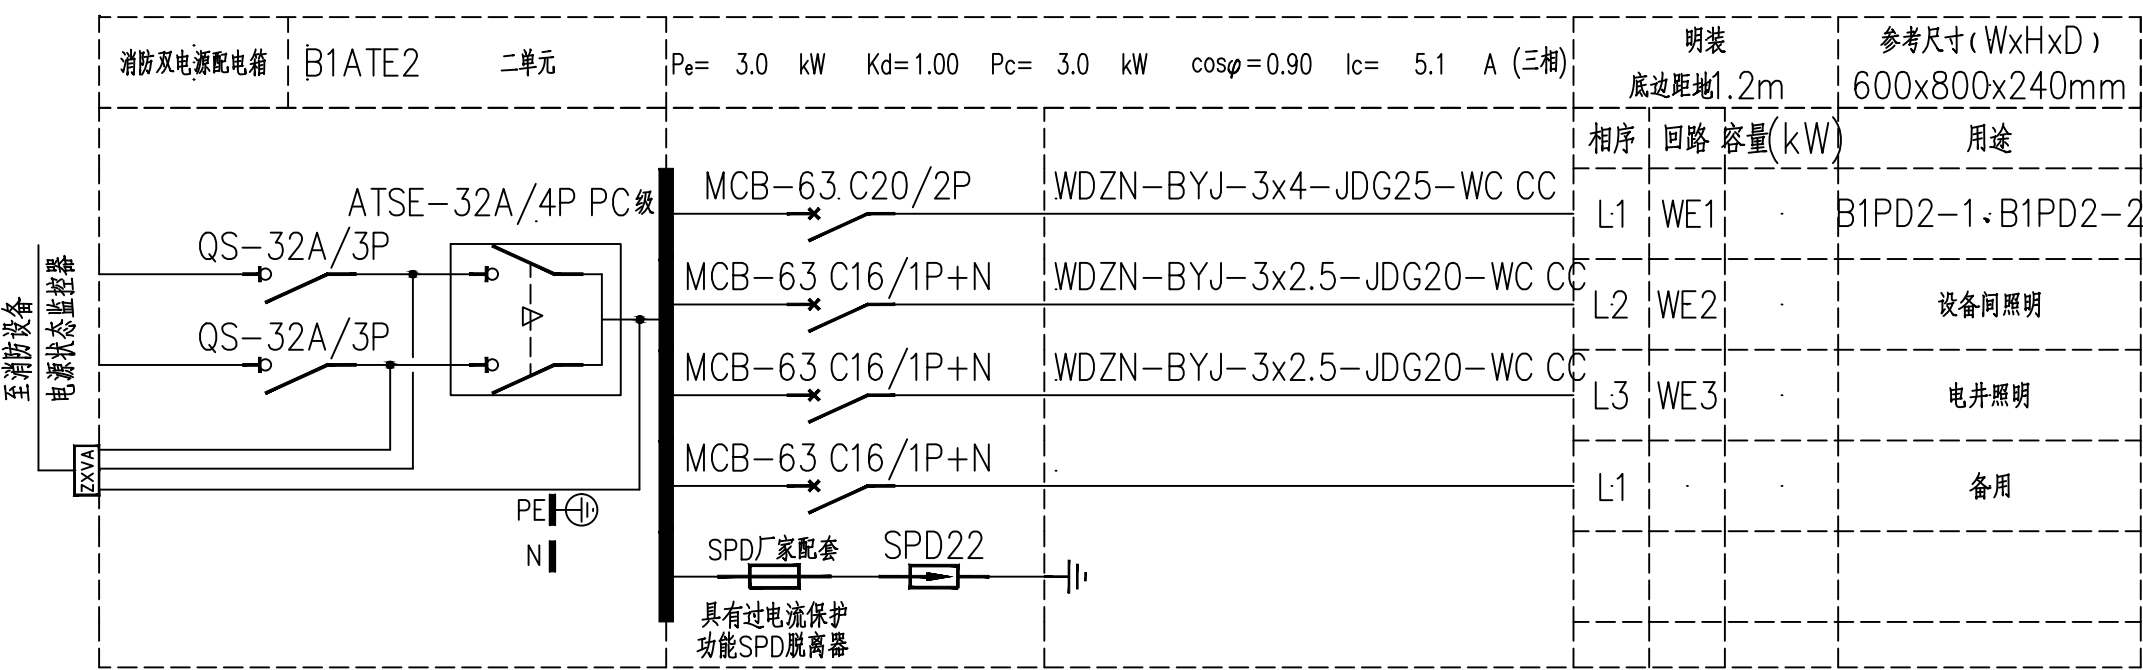 消防双电源配电箱 B1ATE2 二单元 Pe= 3.0 kW Kd=1.00 Pc= 3.0 kW cosφ=0.90 Ic= 5.1 A (三相)
明装
底边距地1.2m
参考尺寸(WxHxD)
600x800x240mm
相序 回路 容量(kW) 用途
ATSE-32A/4P PC级
QS-32A/3P
QS-32A/3P
至消防设备
电源状态监控器
ZXVA
PE
N
MCB-63 C20/2P WDZN-BYJ-3x4-JDG25-WC CC L1 WE1 B1PD2-1、B1PD2-2
MCB-63 C16/1P+N WDZN-BYJ-3x2.5-JDG20-WC CC L2 WE2 设备间照明
MCB-63 C16/1P+N WDZN-BYJ-3x2.5-JDG20-WC CC L3 WE3 电井照明
MCB-63 C16/1P+N L1 备用
SPD厂家配套 SPD22
具有过电流保护
功能SPD脱离器